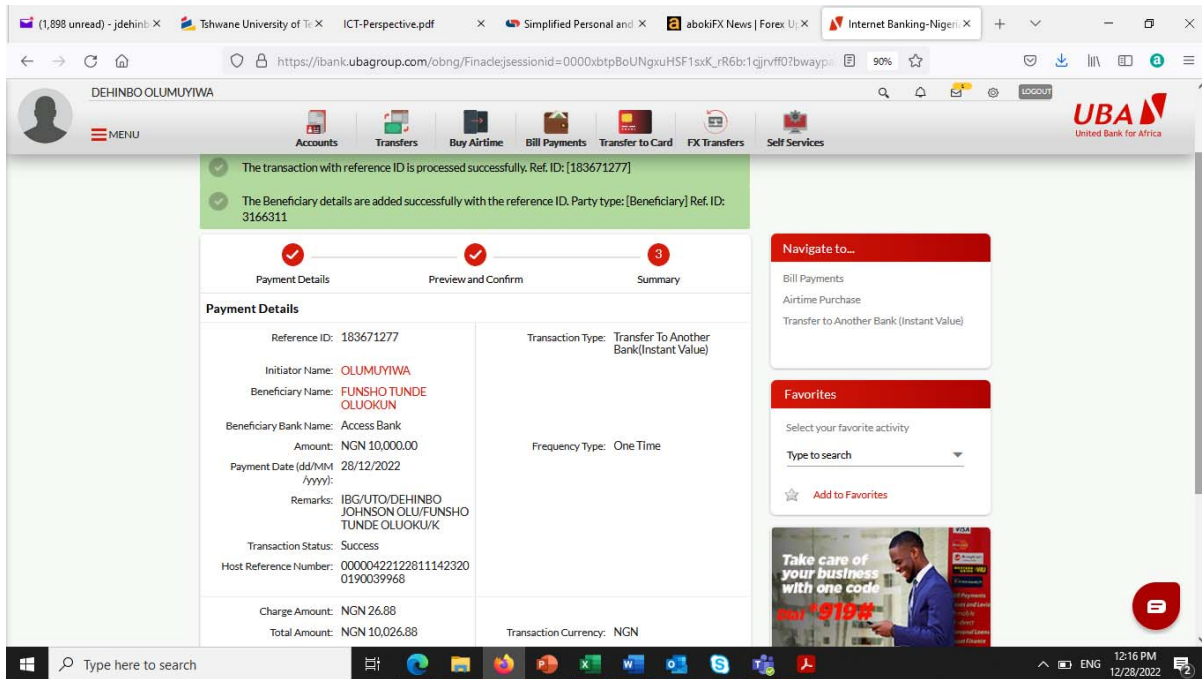 (1,898 unread) - jdehinb
Tshwane University of Te
ICT-Perspective.pdf
Simplified Personal and
abokiFX News | Forex U
Internet Banking-Nigeri
https://ibank.ubagroup.com/obng/Finade;jsessionid=0000xbtpBoUNgxuHSF1sxK_rR6b:1cjjrvff0?bwaypa
90%
DEHINBO OLUMUYIWA
LOGOUT
MENU
Accounts
Transfers
Buy Airtime
Bill Payments
Transfer to Card
FX Transfers
Self Services
UBA
United Bank for Africa
The transaction with reference ID is processed successfully. Ref. ID: [183671277]
The Beneficiary details are added successfully with the reference ID. Party type: [Beneficiary] Ref. ID:
3166311
3
Payment Details
Preview and Confirm
Summary
Payment Details
Reference ID: 183671277
Transaction Type: Transfer To Another
Bank(Instant Value)
Initiator Name: OLUMUYIWA
Beneficiary Name: FUNSHO TUNDE
OLUOKUN
Beneficiary Bank Name: Access Bank
Amount: NGN 10,000.00
Frequency Type: One Time
Payment Date (dd/MM
/yyyy): 28/12/2022
Remarks: IBG/UTO/DEHINBO
JOHNSON OLU/FUNSHO
TUNDE OLUOKU/K
Transaction Status: Success
Host Reference Number: 00000422122811142320
0190039968
Charge Amount: NGN 26.88
Total Amount: NGN 10,026.88
Transaction Currency: NGN
Navigate to...
Bill Payments
Airtime Purchase
Transfer to Another Bank (Instant Value)
Favorites
Select your favorite activity
Type to search
Add to Favorites
Take care of
your business
with one code
Dial *919#
VISA
Type here to search
ENG
12:16 PM
12/28/2022
2